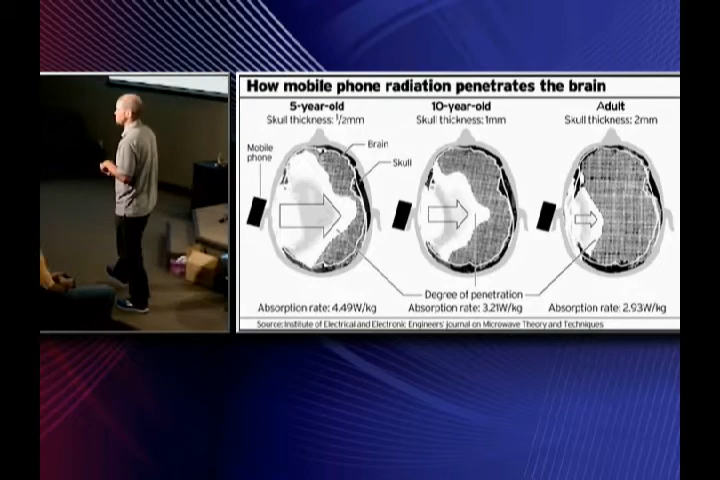 How mobile phone radiation penetrates the brain
5-year-old
Skull thickness: 1/2mm
10-year-old
Skull thickness: 1mm
Adult
Skull thickness: 2mm
Mobile
phone
Brain
Skull
Degree of penetration
Absorption rate: 4.49W/kg
Absorption rate: 3.21W/kg
Absorption rate: 2.93W/kg
Source: Institute of Electrical and Electronic Engineers' journal on Microwave Theory and Techniques